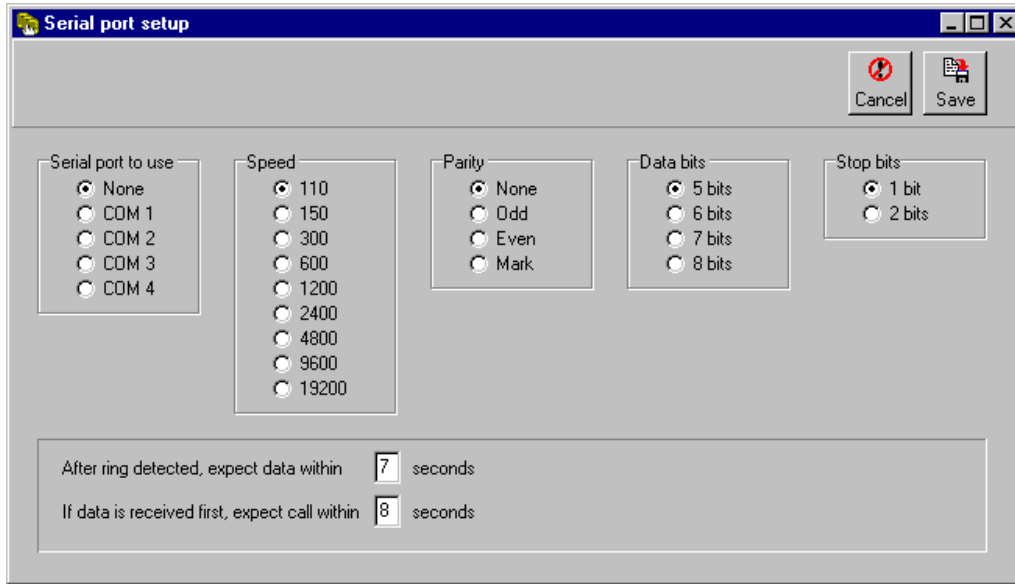 Serial port setup
Cancel
Save
Serial port to use
None
COM 1
COM 2
COM 3
COM 4
Speed
110
150
300
600
1200
2400
4800
9600
19200
Parity
None
Odd
Even
Mark
Data bits
5 bits
6 bits
7 bits
8 bits
Stop bits
1 bit
2 bits
After ring detected, expect data within 7 seconds
If data is received first, expect call within 8 seconds